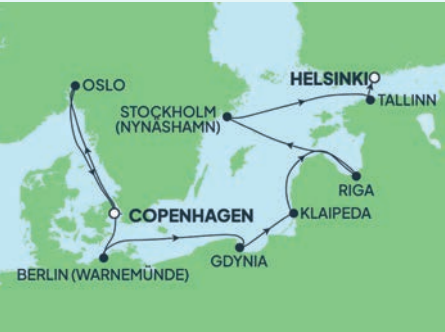 OSLO
HELSINKI
TALLINN
STOCKHOLM
(NYNÄSHAMN)
RIGA
COPENHAGEN
KLAIPEDA
GDYNIA
BERLIN (WARNEMÜNDE)